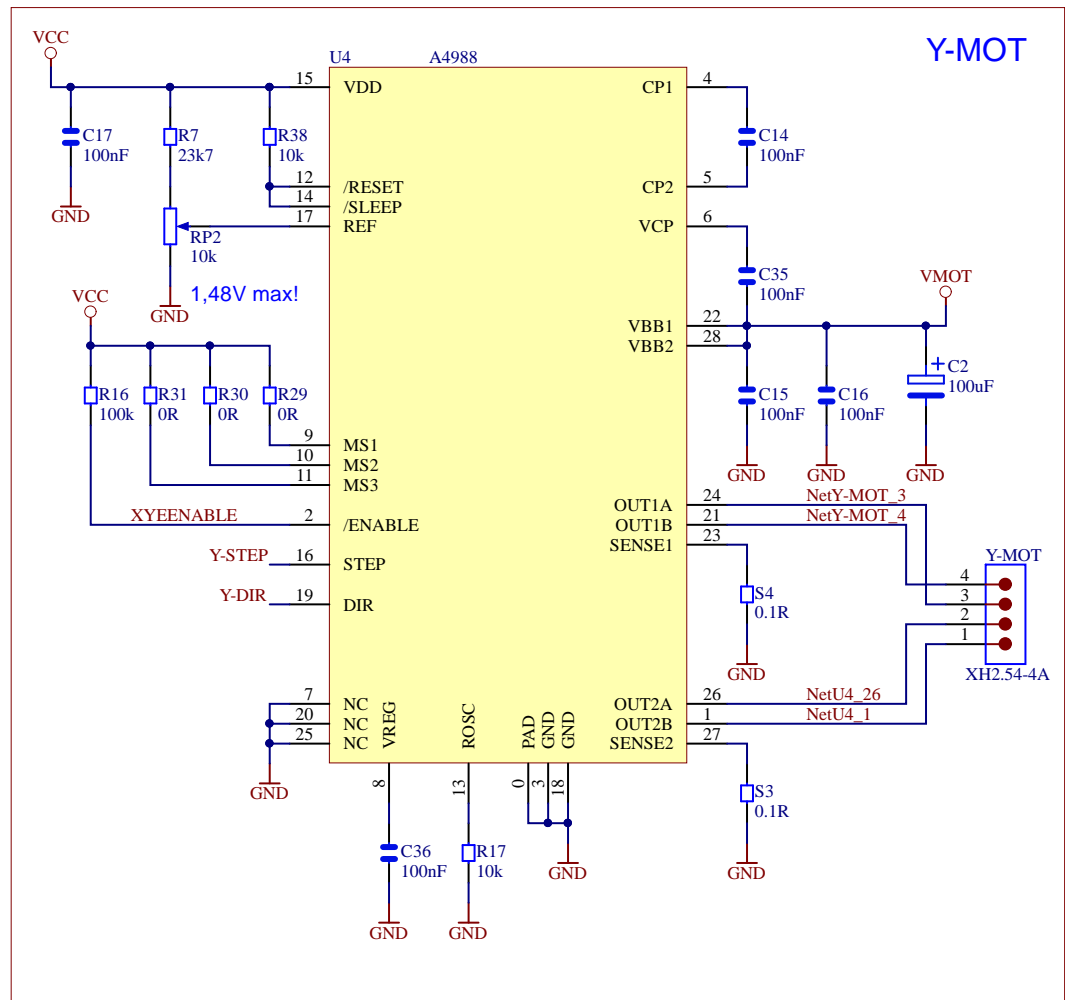 Y-MOT
VCC
U4 A4988
15 VDD
CP1 4
C17
100nF
R7
23k7
R38
10k
C14
100nF
GND
12 /RESET
14 /SLEEP
17 REF
CP2 5
VCP 6
RP2
10k
1,48V max!
GND
C35
100nF
VMOT
VCC
VBB1 22
VBB2 28
R16
100k
R31
0R
R30
0R
R29
0R
C15
100nF
C16
100nF
+
C2
100uF
GND
GND
GND
9 MS1
10 MS2
11 MS3
XYEENABLE 2 /ENABLE
Y-STEP 16 STEP
Y-DIR 19 DIR
OUT1A 24 NetY-MOT_3
OUT1B 21 NetY-MOT_4
SENSE1 23
S4
0.1R
GND
Y-MOT
4
3
2
1
XH2.54-4A
7 NC
20 NC
25 NC
GND
VREG
ROSC
PAD
GND
GND
OUT2A 26 NetU4_26
OUT2B 1 NetU4_1
SENSE2 27
8
13
0
3
18
S3
0.1R
GND
C36
100nF
GND
R17
10k
GND
GND